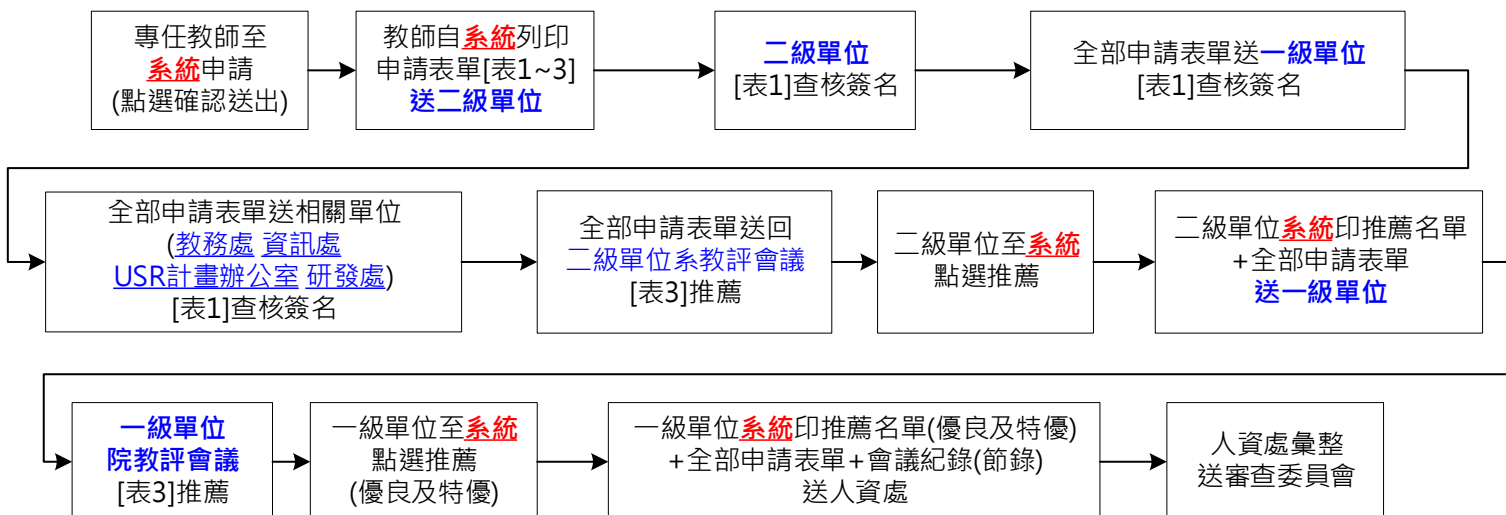 專任教師至
系統申請
(點選確認送出)
教師自系統列印
申請表單[表1~3]
送二級單位
二級單位
[表1]查核簽名
全部申請表單送一級單位
[表1]查核簽名
全部申請表單送相關單位
(教務處 資訊處
USR計畫辦公室 研發處)
[表1]查核簽名
全部申請表單送回
二級單位系教評會議
[表3]推薦
二級單位至系統
點選推薦
二級單位系統印推薦名單
+全部申請表單
送一級單位
一級單位
院教評會議
[表3]推薦
一級單位至系統
點選推薦
(優良及特優)
一級單位系統印推薦名單(優良及特優)
+全部申請表單+會議紀錄(節錄)
送人資處
人資處彙整
送審查委員會